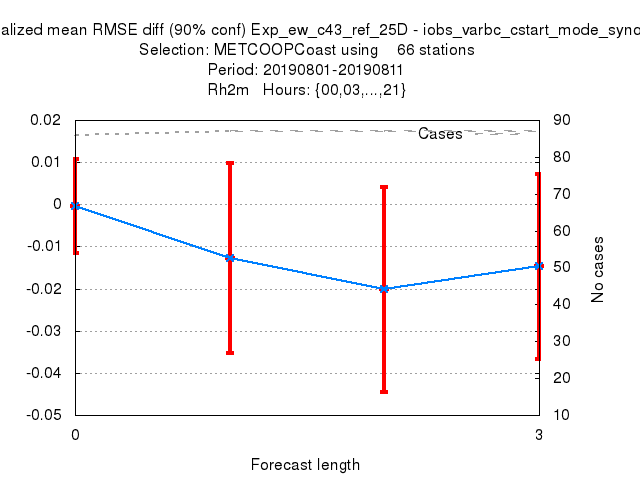 alized mean RMSE diff (90% conf) Exp_ew_c43_ref_25D - iobs_varbc_cstart_mode_syno
Selection: METCOOPCoast using 66 stations
Period: 20190801-20190811
Rh2m Hours: {00,03,...,21}
0.02
0.01
0
-0.01
-0.02
-0.03
-0.04
-0.05
Cases
90
80
70
60
50
40
30
20
10
No cases
0
3
Forecast length